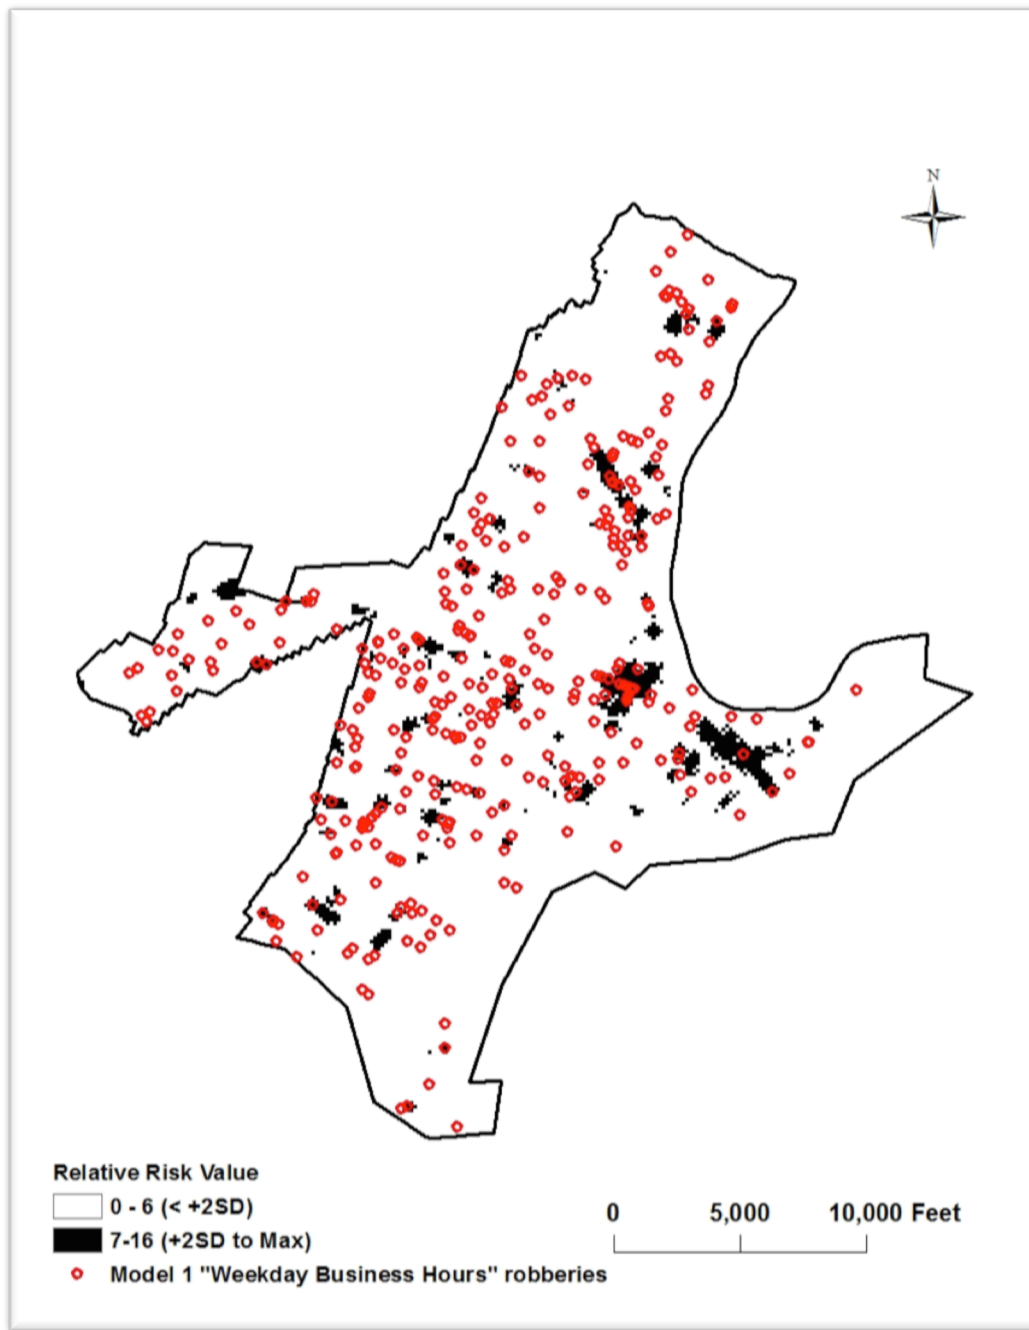 N
Relative Risk Value
0 - 6 (< +2SD)
7-16 (+2SD to Max)
Model 1 "Weekday Business Hours" robberies
0 5,000 10,000 Feet